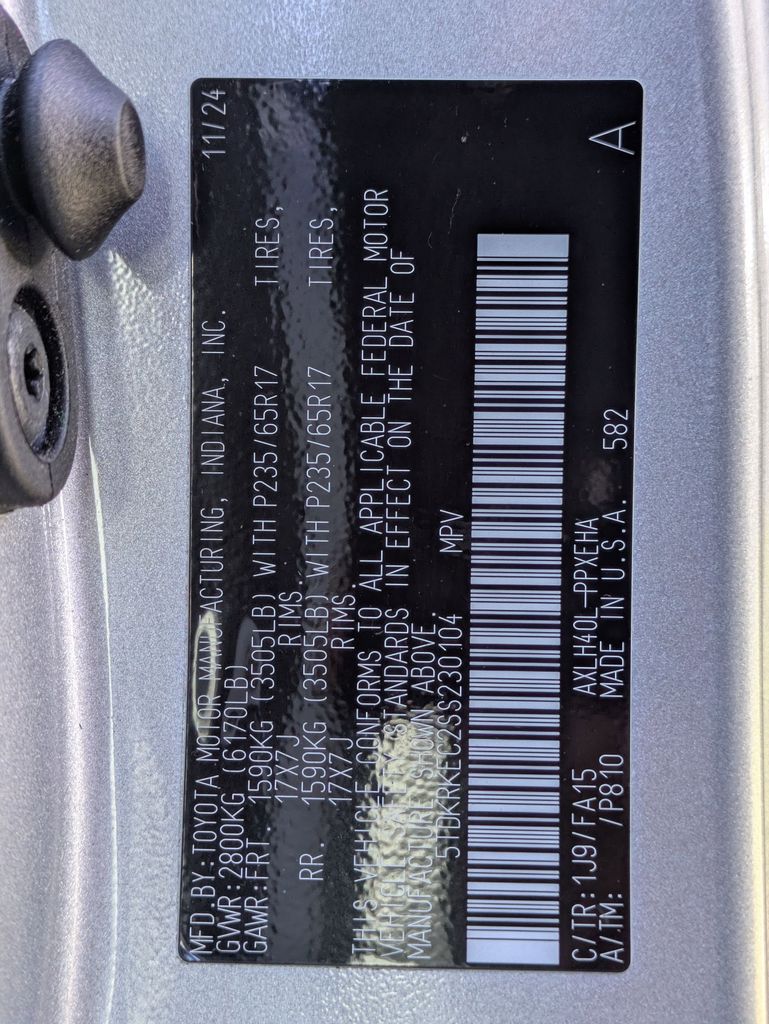 MFD.BY:TOYOTA MOTOR MANUFACTURING, INDIANA, INC. 11/24
GVWR:2800KG (6170LB)
GAWR:FRT. 1590KG (3505LB) WITH P235/65R17 TIRES,
17X7J RIMS
RR. 1590KG (3505LB) WITH P235/65R17 TIRES,
17X7J RIMS.
THIS VEHICLE CONFORMS TO ALL APPLICABLE FEDERAL MOTOR
VEHICLE SAFETY STANDARDS IN EFFECT ON THE DATE OF
MANUFACTURE SHOWN ABOVE.
5TDKRKEC2SS230104 MPV
C/TR:1J9/FA15 AXLH40L-PPXEHA
A/TM: /P810 MADE IN U.S.A. 582
A